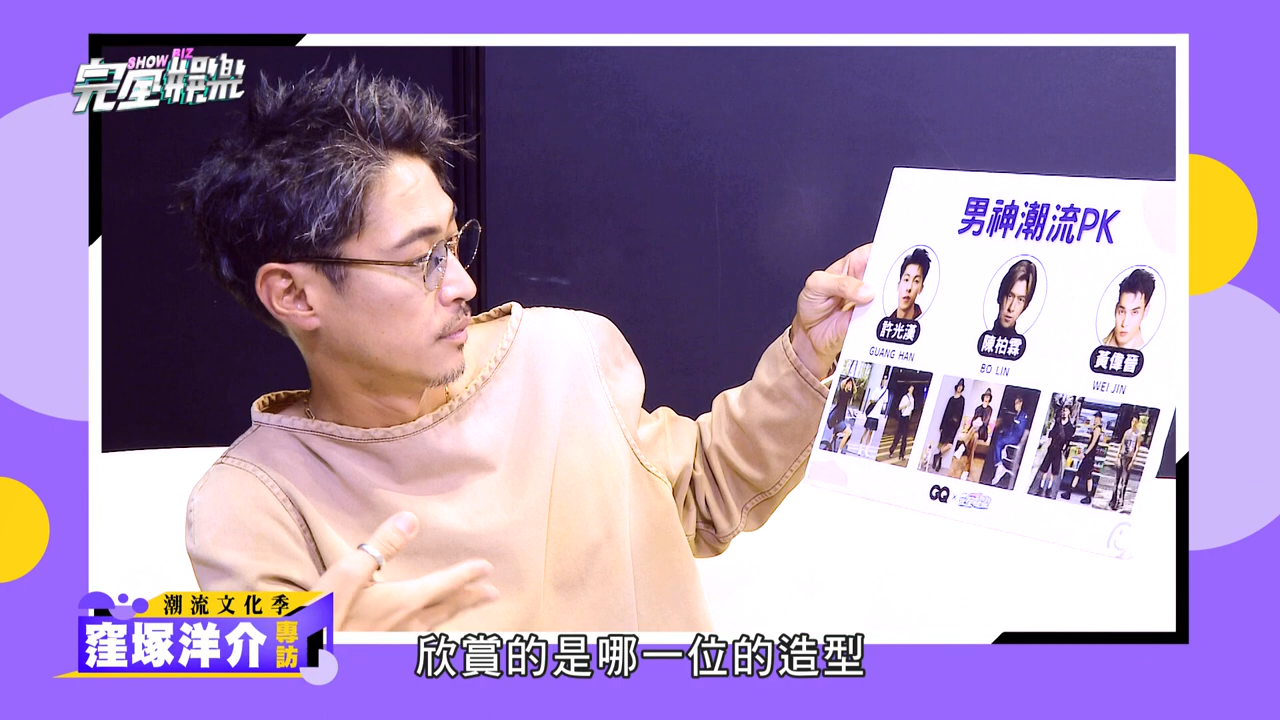 SHOW BIZ
完全娛樂
男神潮流PK
許光漢
GUANG HAN
陳柏霖
BO LIN
黃偉晉
WEI JIN
GQ ×
潮流文化季
窪塚洋介
專訪
欣賞的是哪一位的造型